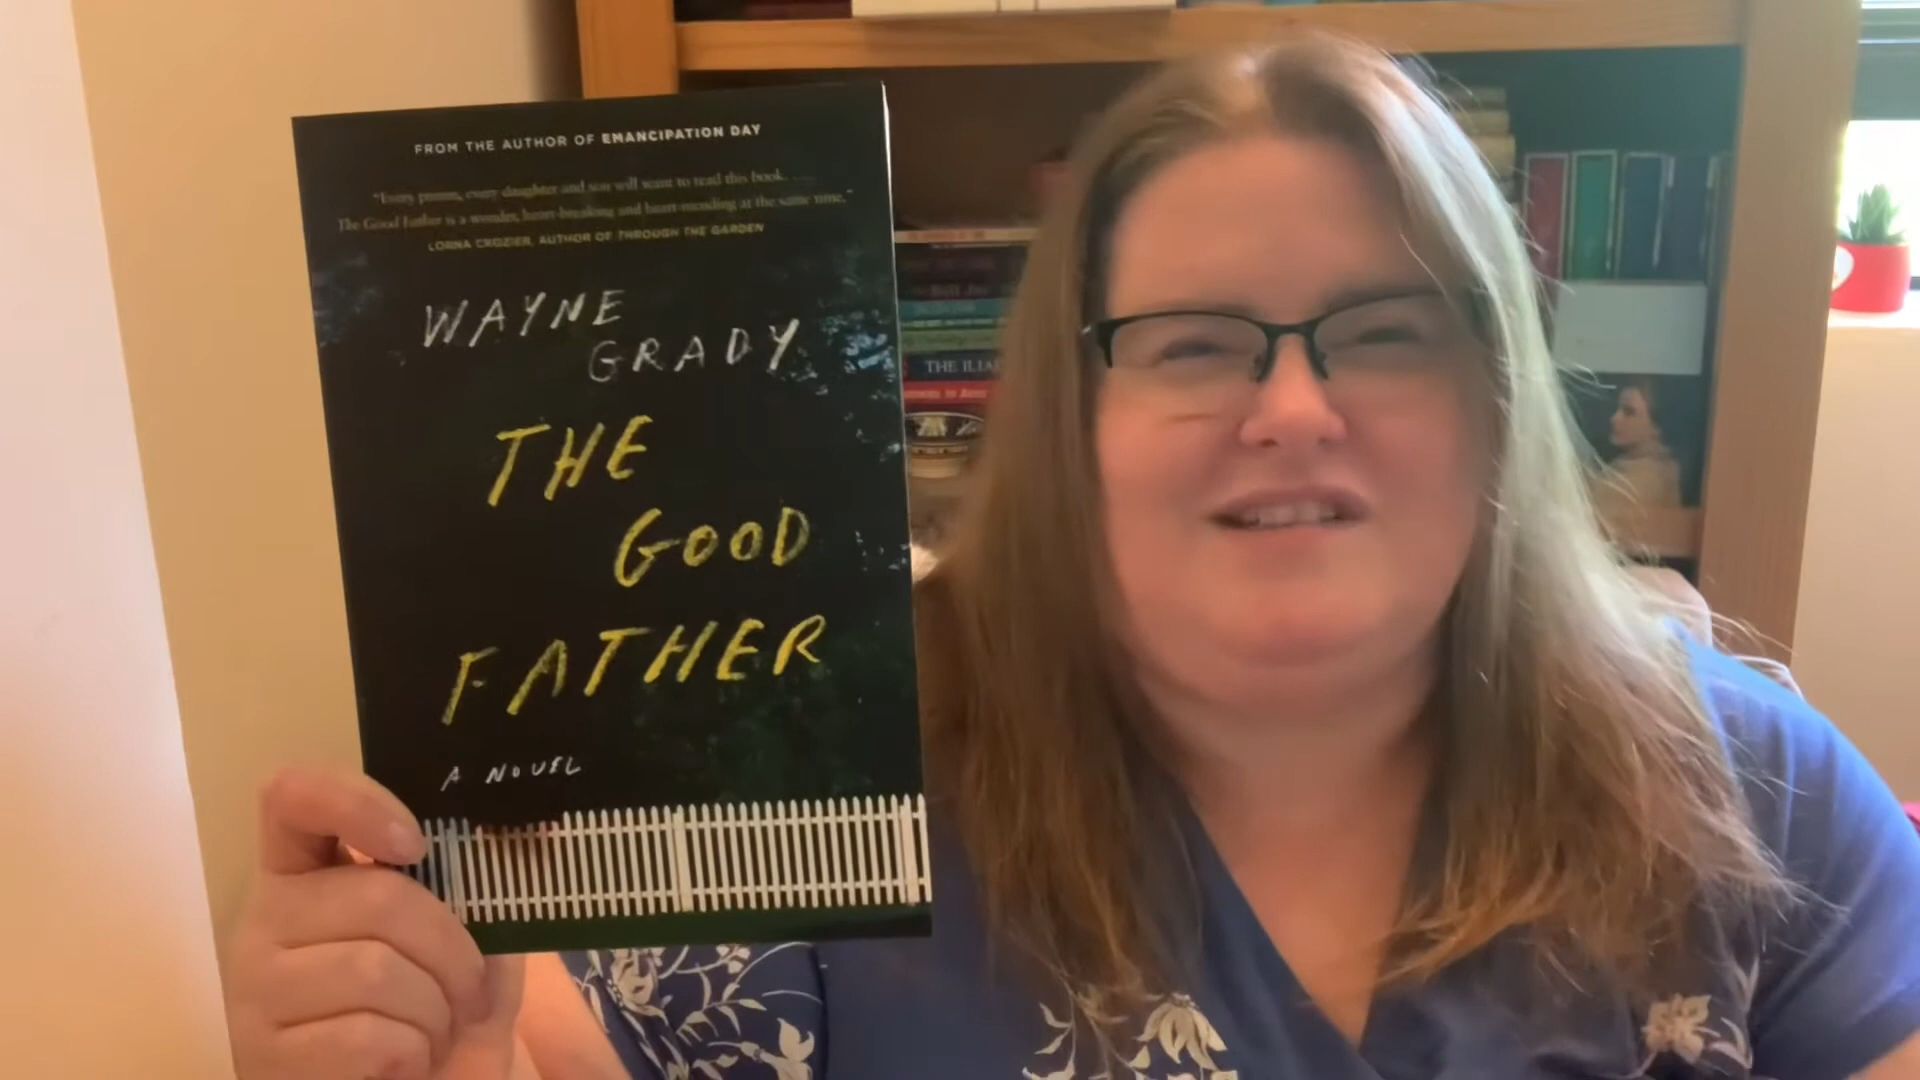 FROM THE AUTHOR OF EMANCIPATION DAY
"Every parent, every daughter and son will want to read this book. . . .
The Good Father is a wonder, heart-breaking and heart-mending at the same time."
LORNA CROZIER, AUTHOR OF THROUGH THE GARDEN
WAYNE
GRADY
THE
GOOD
FATHER
A NOVEL
THE ILIA